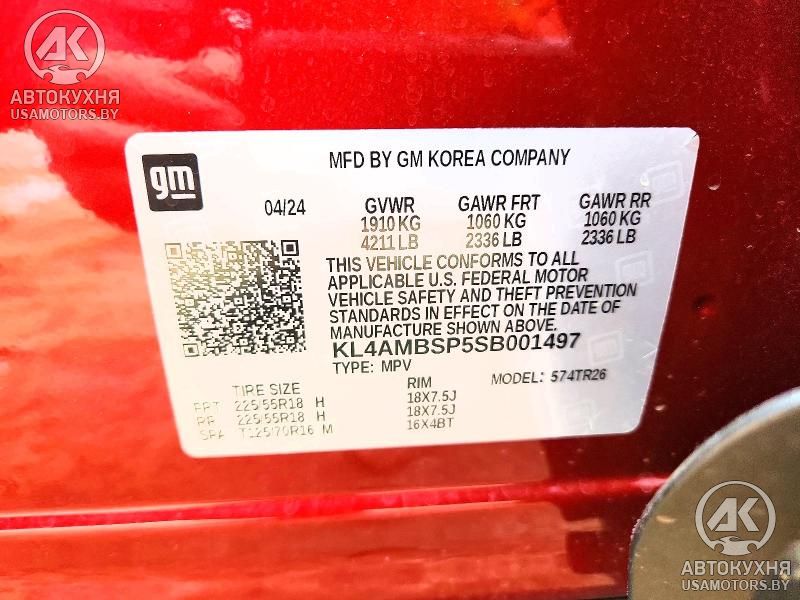 АК
АВТОКУХНЯ
USAMOTORS.BY
gm
MFD BY GM KOREA COMPANY
04/24
GVWR GAWR FRT GAWR RR
1910 KG 1060 KG 1060 KG
4211 LB 2336 LB 2336 LB
THIS VEHICLE CONFORMS TO ALL
APPLICABLE U.S. FEDERAL MOTOR
VEHICLE SAFETY AND THEFT PREVENTION
STANDARDS IN EFFECT ON THE DATE OF
MANUFACTURE SHOWN ABOVE.
KL4AMBSP5SB001497
TYPE: MPV MODEL: 574TR26
TIRE SIZE RIM
FRT 225/55R18 H 18X7.5J
RR 225/55R18 H 18X7.5J
SPA T125/70R16 M 16X4BT
АК
АВТОКУХНЯ
USAMOTORS.BY